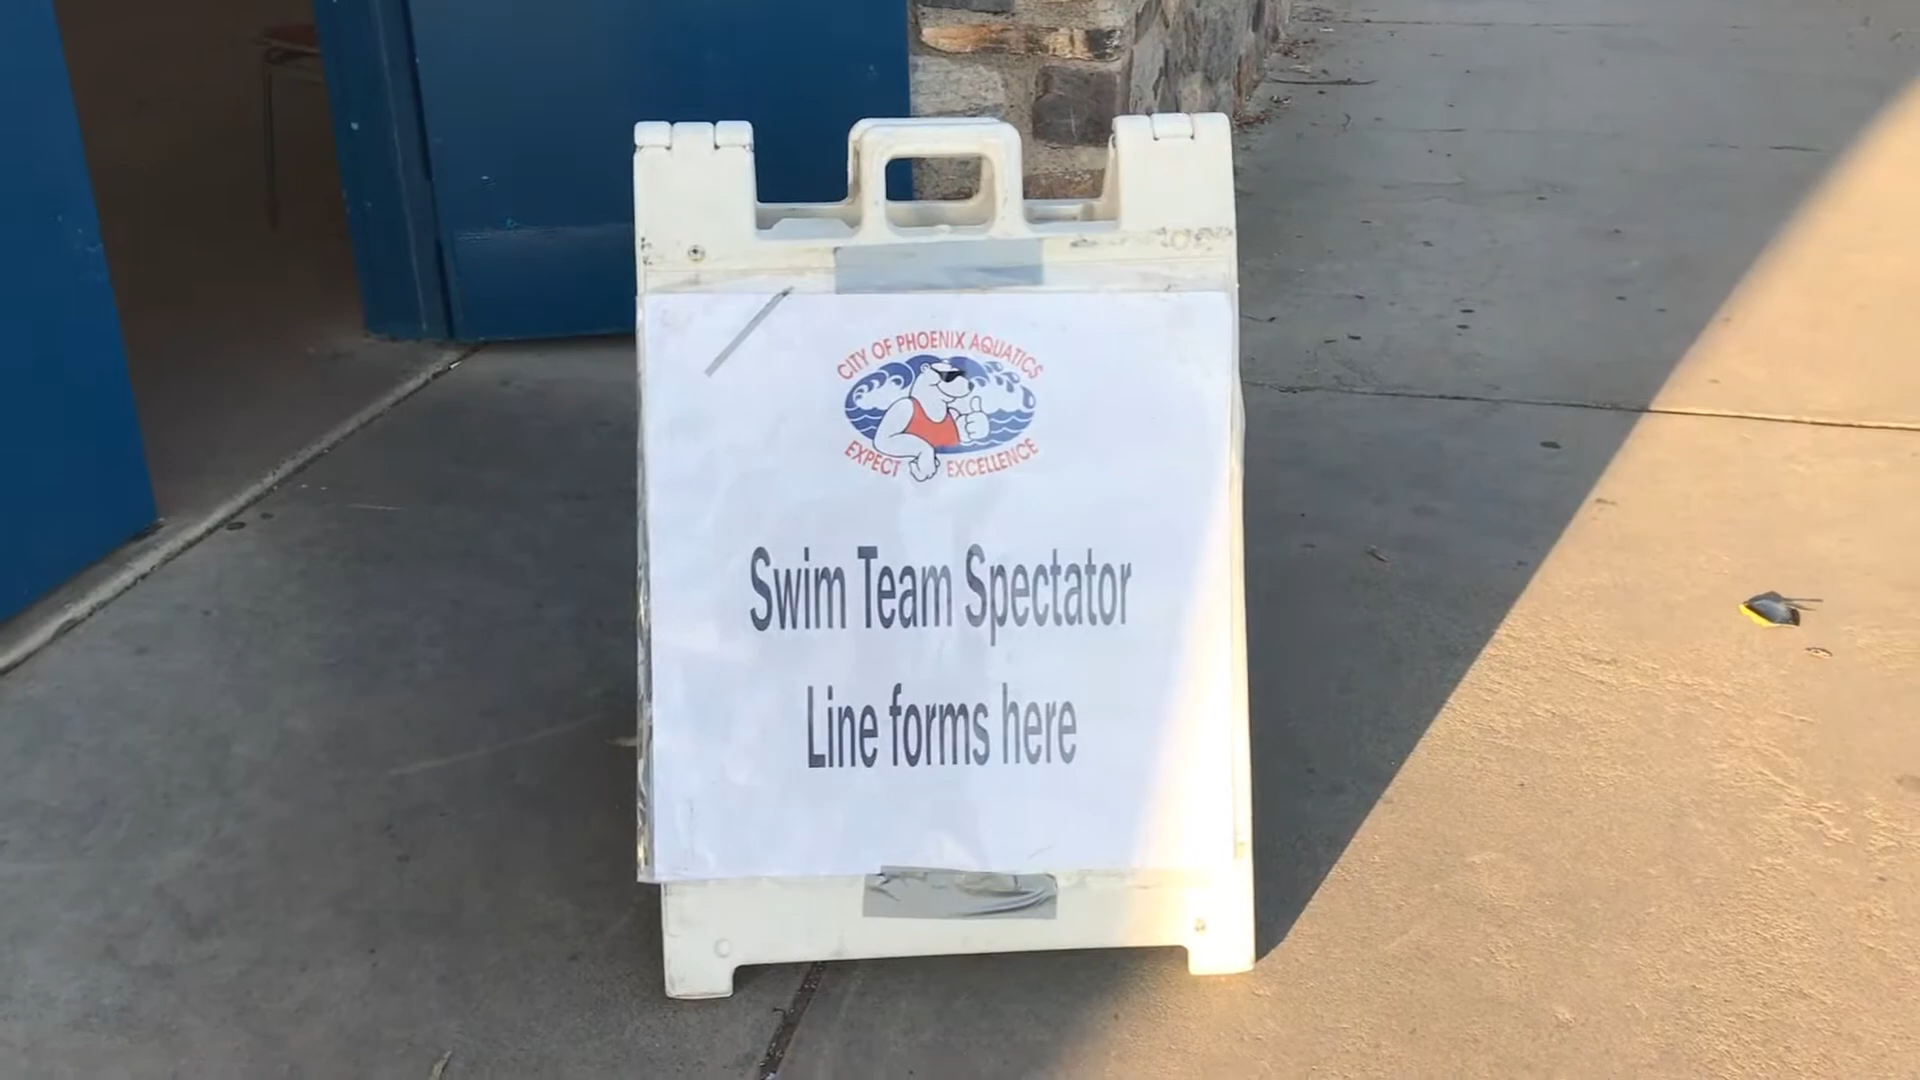 CITY OF PHOENIX AQUATICS
EXPECT EXCELLENCE
Swim Team Spectator
Line forms here